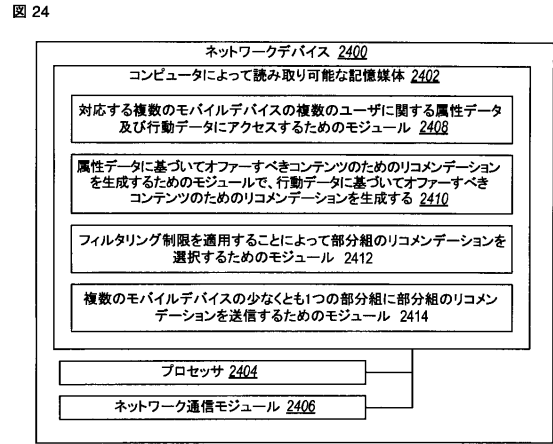 図 24
ネットワークデバイス 2400
コンピュータによって読み取り可能な記憶媒体 2402
対応する複数のモバイルデバイスの複数のユーザに関する属性データ
及び行動データにアクセスするためのモジュール 2408
属性データに基づいてオファーすべきコンテンツのためのリコメンデーション
を生成するためのモジュールで、行動データに基づいてオファーすべき
コンテンツのためのリコメンデーションを生成する 2410
フィルタリング制限を適用することによって部分組のリコメンデーションを
選択するためのモジュール 2412
複数のモバイルデバイスの少なくとも1つの部分組に部分組のリコメン
デーションを送信するためのモジュール 2414
プロセッサ 2404
ネットワーク通信モジュール 2406